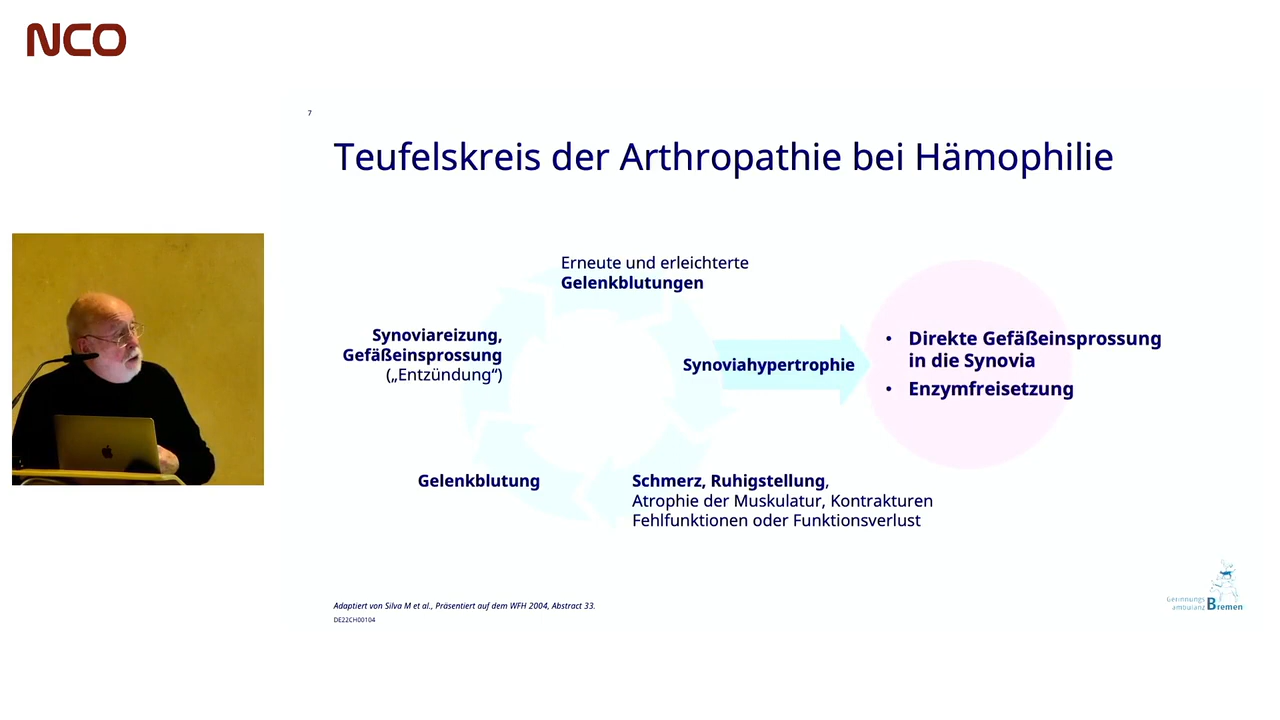 NCO
7
Teufelskreis der Arthropathie bei Hämophilie
Erneute und erleichterte
Gelenkblutungen
Synoviareizung,
Gefäßeinsprossung
(„Entzündung“)
Synoviahypertrophie
• Direkte Gefäßeinsprossung
in die Synovia
• Enzymfreisetzung
Gelenkblutung
Schmerz, Ruhigstellung,
Atrophie der Muskulatur, Kontrakturen
Fehlfunktionen oder Funktionsverlust
Adaptiert von Silva M et al., Präsentiert auf dem WFH 2004, Abstract 33.
DE22CH00104
Gerinnungs
ambulanz Bremen